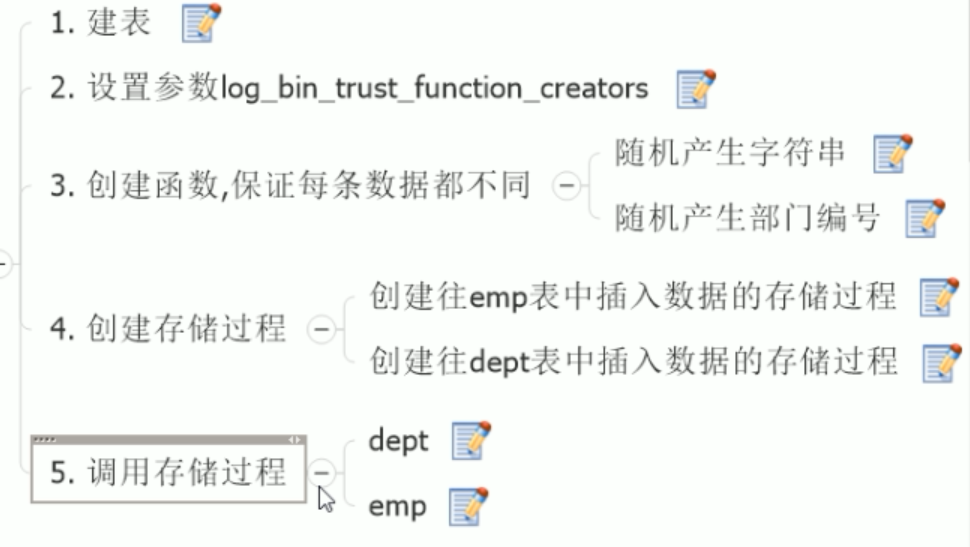 1. 建表
2. 设置参数log_bin_trust_function_creators
3. 创建函数,保证每条数据都不同
随机产生字符串
随机产生部门编号
4. 创建存储过程
创建往emp表中插入数据的存储过程
创建往dept表中插入数据的存储过程
5. 调用存储过程
dept
emp